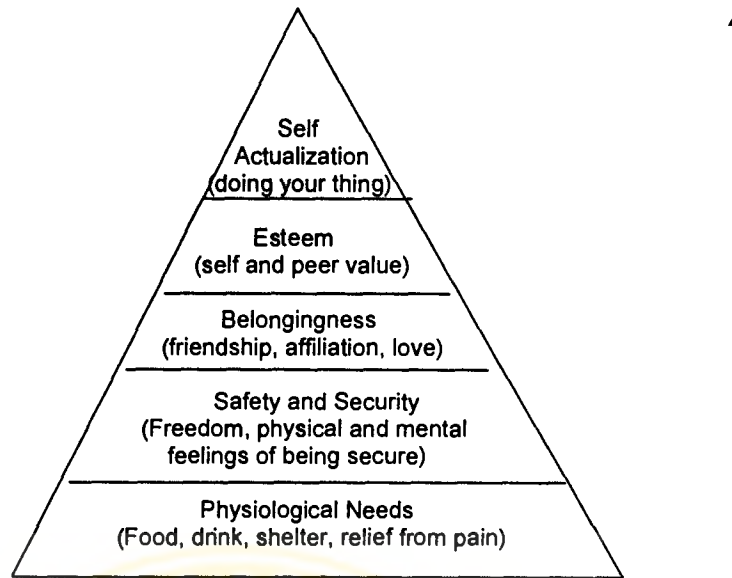 Self
Actualization
(doing your thing)
Esteem
(self and peer value)
Belongingness
(friendship, affiliation, love)
Safety and Security
(Freedom, physical and mental
feelings of being secure)
Physiological Needs
(Food, drink, shelter, relief from pain)